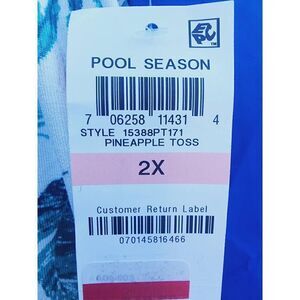 POOL SEASON
7 06258 11431 4
STYLE 15388PT171
PINEAPPLE TOSS
2X
Customer Return Label
070145816466